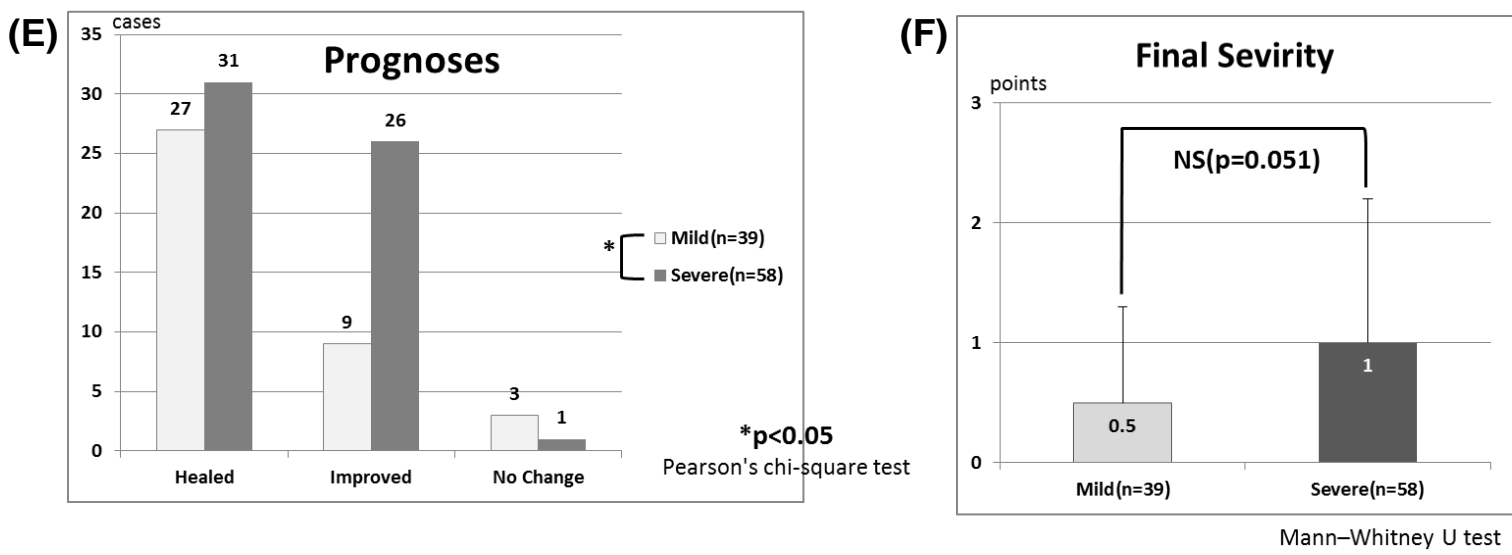 (E)
cases
Prognoses
35
30
25
20
15
10
5
0
27
31
9
26
3
1
Healed
Improved
No Change
*
Mild(n=39)
Severe(n=58)
*p<0.05
Pearson's chi-square test
(F)
Final Sevirity
points
3
2
1
0
NS(p=0.051)
0.5
1
Mild(n=39)
Severe(n=58)
Mann–Whitney U test